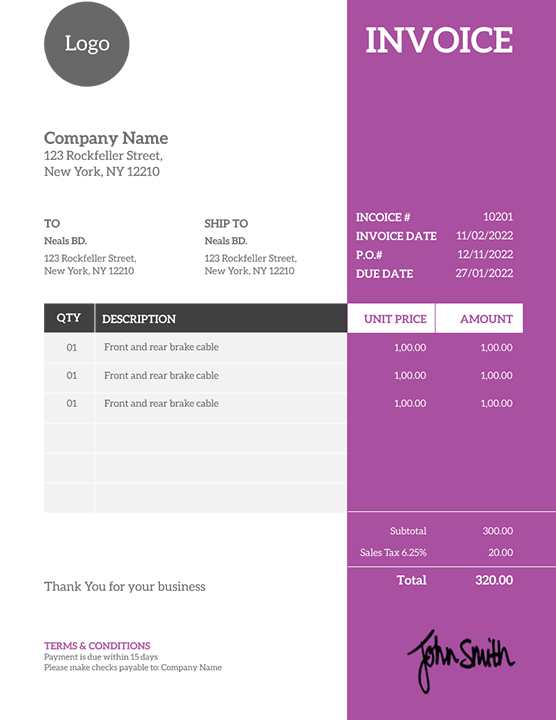 Logo
INVOICE
Company Name
123 Rockfeller Street,
New York, NY 12210
TO
Neals BD.
123 Rockfeller Street,
New York, NY 12210
SHIP TO
Neals BD.
123 Rockfeller Street,
New York, NY 12210
INCOICE # 10201
INVOICE DATE 11/02/2022
P.O.# 12/11/2022
DUE DATE 27/01/2022
QTY DESCRIPTION UNIT PRICE AMOUNT
01 Front and rear brake cable 1,00.00 1,00.00
01 Front and rear brake cable 1,00.00 1,00.00
01 Front and rear brake cable 1,00.00 1,00.00
Subtotal 300.00
Sales Tax 6.25% 20.00
Total 320.00
Thank You for your business
TERMS & CONDITIONS
Payment is due within 15 days
Please make checks payable to: Company Name
John Smith